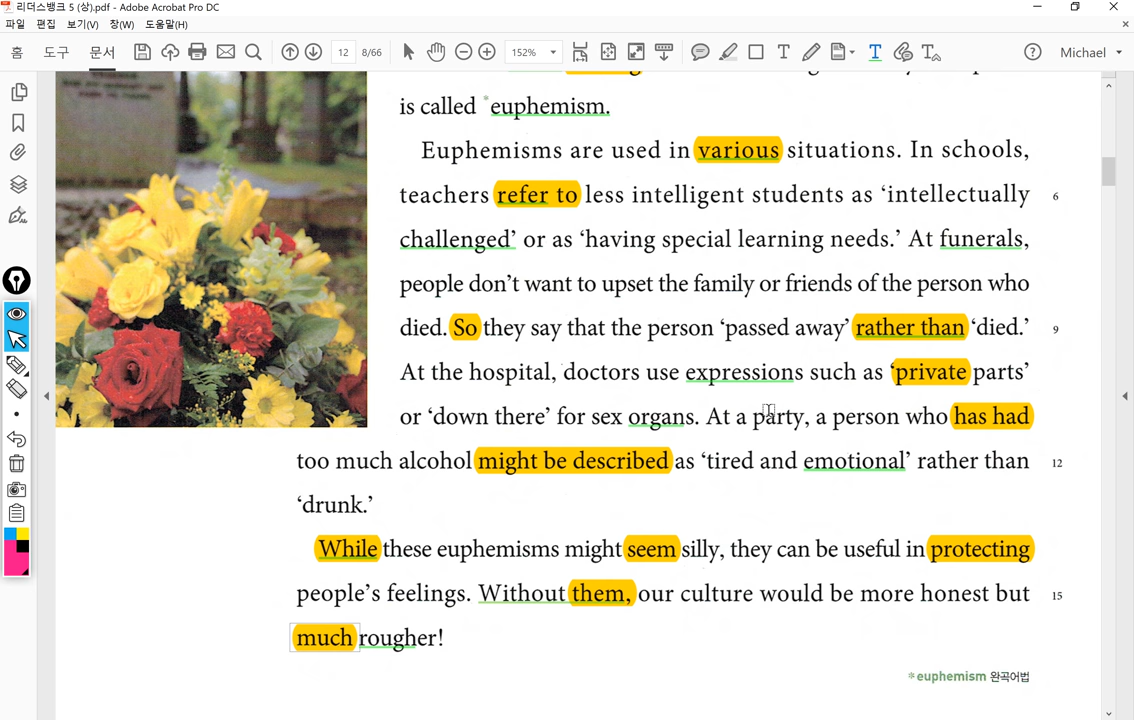 리더스뱅크 5 (상).pdf - Adobe Acrobat Pro DC
파일 편집 보기(V) 창(W) 도움말(H)
홈 도구 문서 12 8/66 152% Michael
is called *euphemism.
Euphemisms are used in various situations. In schools,
teachers refer to less intelligent students as ‘intellectually 6
challenged’ or as ‘having special learning needs.’ At funerals,
people don’t want to upset the family or friends of the person who
died. So they say that the person ‘passed away’ rather than ‘died.’ 9
At the hospital, doctors use expressions such as ‘private parts’
or ‘down there’ for sex organs. At a party, a person who has had
too much alcohol might be described as ‘tired and emotional’ rather than 12
‘drunk.’
While these euphemisms might seem silly, they can be useful in protecting
people’s feelings. Without them, our culture would be more honest but 15
much rougher!
*euphemism 완곡어법